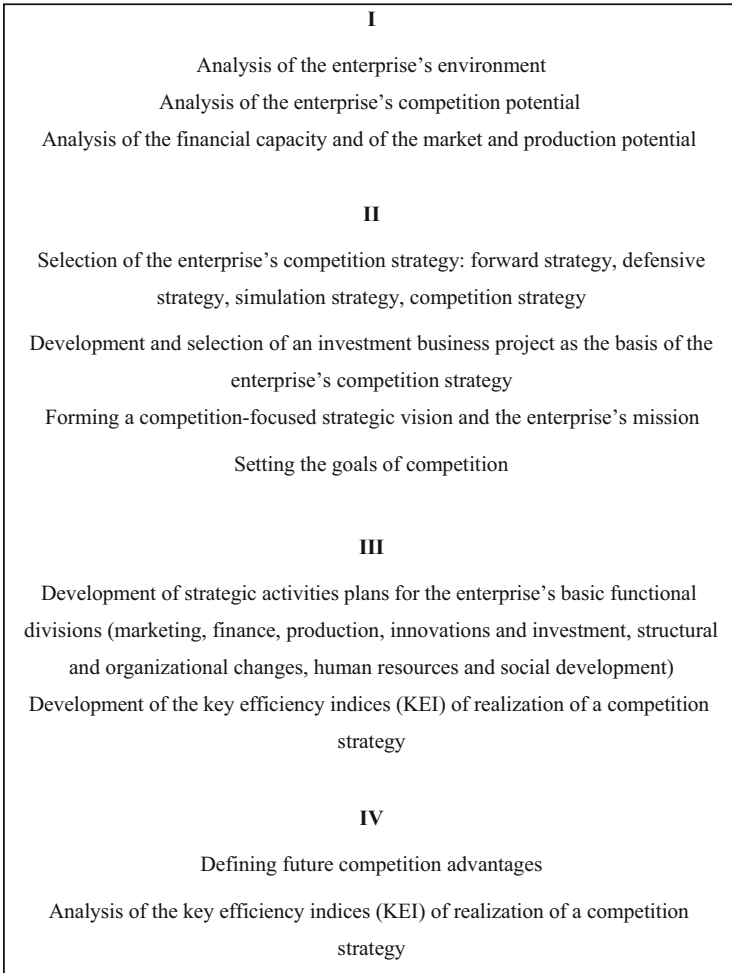 I
Analysis of the enterprise’s environment
Analysis of the enterprise’s competition potential
Analysis of the financial capacity and of the market and production potential
II
Selection of the enterprise’s competition strategy: forward strategy, defensive
strategy, simulation strategy, competition strategy
Development and selection of an investment business project as the basis of the
enterprise’s competition strategy
Forming a competition-focused strategic vision and the enterprise’s mission
Setting the goals of competition
III
Development of strategic activities plans for the enterprise’s basic functional
divisions (marketing, finance, production, innovations and investment, structural
and organizational changes, human resources and social development)
Development of the key efficiency indices (KEI) of realization of a competition
strategy
IV
Defining future competition advantages
Analysis of the key efficiency indices (KEI) of realization of a competition
strategy